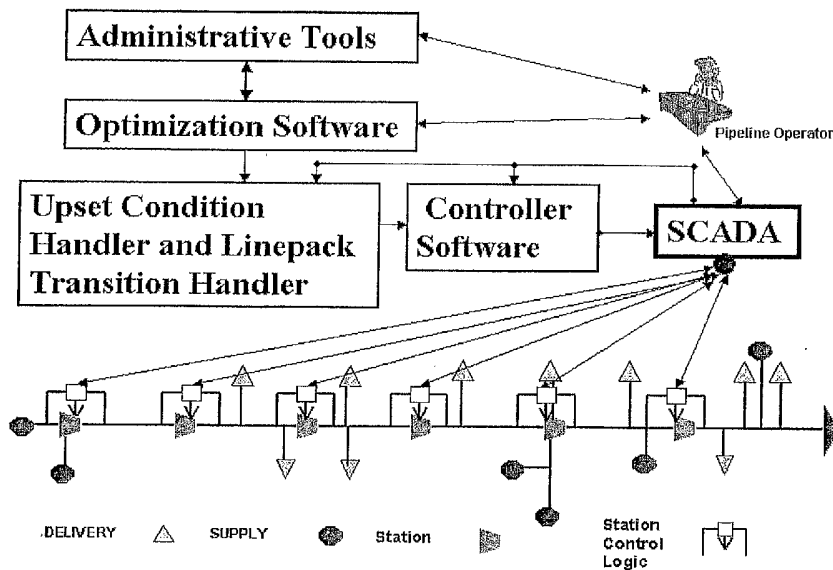 Administrative Tools
Optimization Software
Pipeline Operator
Upset Condition
Handler and Linepack
Transition Handler
Controller
Software
SCADA
DELIVERY
SUPPLY
Station
Station
Control
Logic